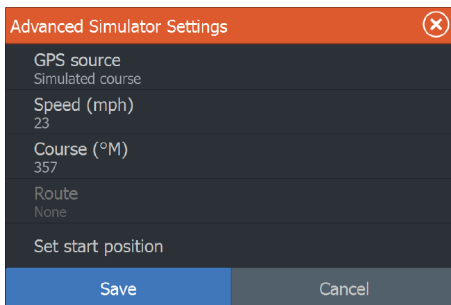 Advanced Simulator Settings
GPS source
Simulated course
Speed (mph)
23
Course (°M)
357
Route
None
Set start position
Save
Cancel